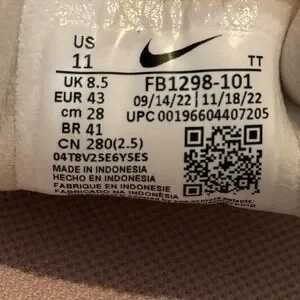 US
11
TT
UK 8.5
FB1298-101
EUR 43
09/14/22 | 11/18/22
cm 28
UPC 00196604407205
BR 41
CN 280(2.5)
04T8V25E6Y5ES
MADE IN INDONESIA
HECHO EN INDONESIA
FABRIQUE EN INDONESIE
FABRICADO NA INDONÉSIA